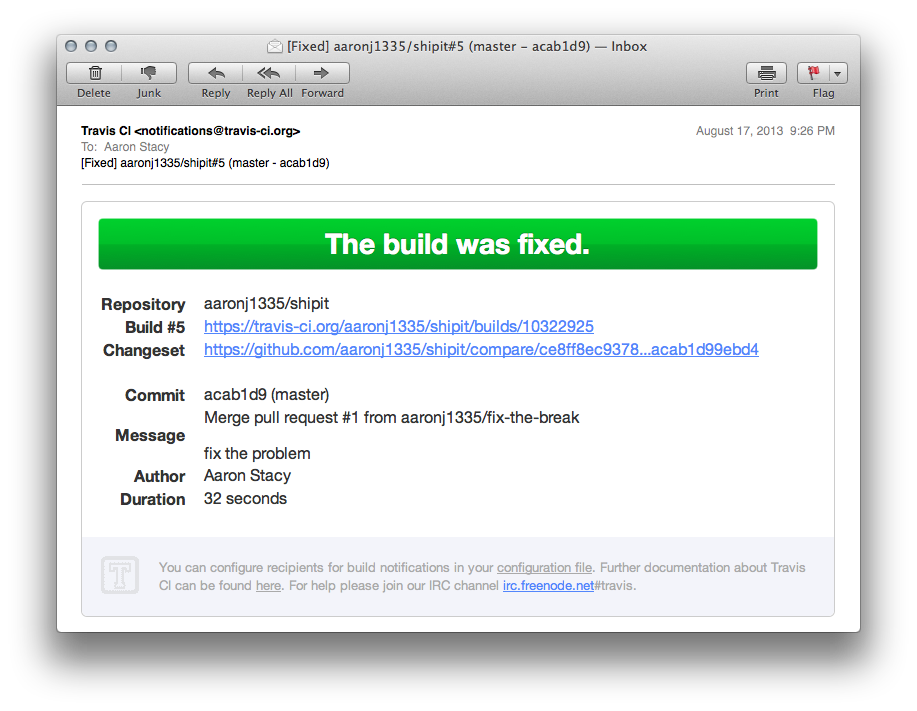 [Fixed] aaronj1335/shipit#5 (master – acab1d9) — Inbox
Delete Junk Reply Reply All Forward Print Flag
Travis CI <notifications@travis-ci.org> August 17, 2013 9:26 PM
To: Aaron Stacy
[Fixed] aaronj1335/shipit#5 (master - acab1d9)
The build was fixed.
Repository aaronj1335/shipit
Build #5 https://travis-ci.org/aaronj1335/shipit/builds/10322925
Changeset https://github.com/aaronj1335/shipit/compare/ce8ff8ec9378...acab1d99ebd4
Commit acab1d9 (master)
Merge pull request #1 from aaronj1335/fix-the-break
Message
fix the problem
Author Aaron Stacy
Duration 32 seconds
T
You can configure recipients for build notifications in your configuration file. Further documentation about Travis
CI can be found here. For help please join our IRC channel irc.freenode.net#travis.